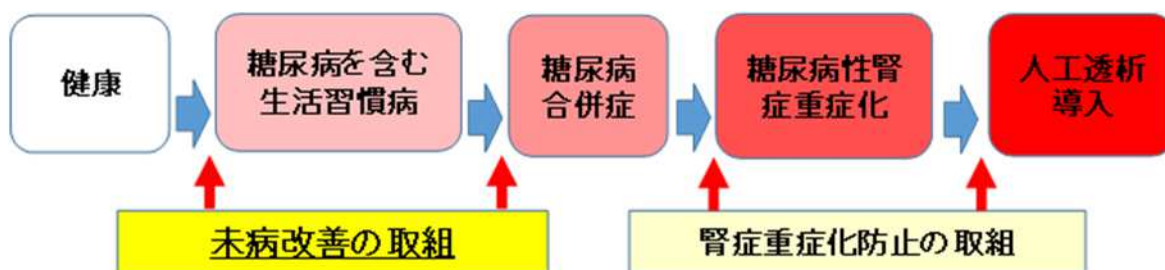 健康
糖尿病を含む
生活習慣病
糖尿病
合併症
糖尿病性腎
症重症化
人工透析
導入
未病改善の取組
腎症重症化防止の取組